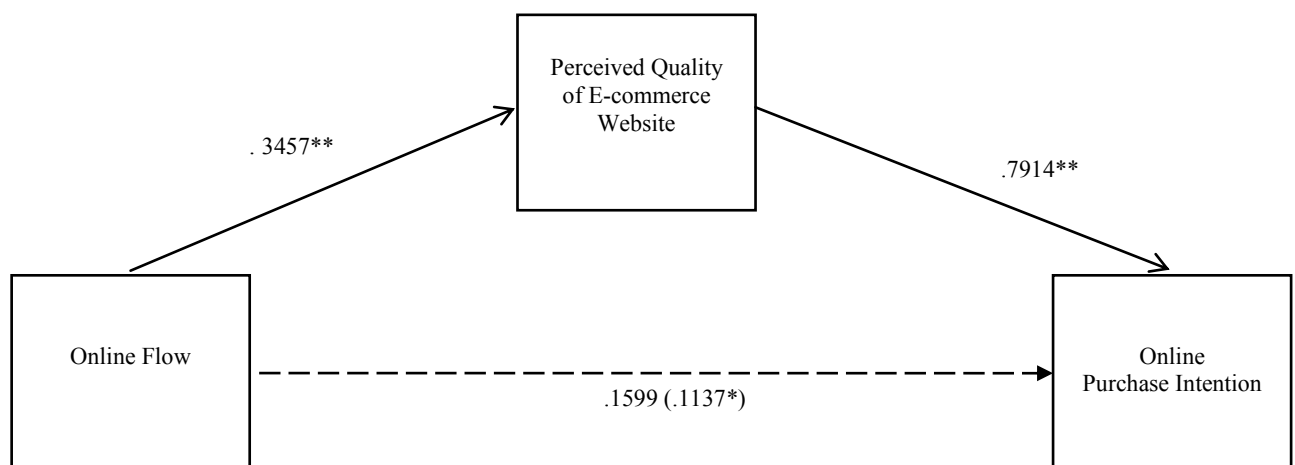 Perceived Quality
of E-commerce
Website
. 3457**
.7914**
Online Flow
Online
Purchase Intention
.1599 (.1137*)